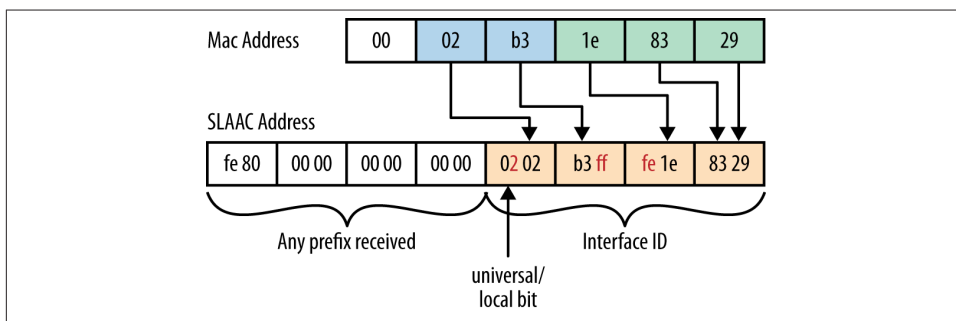 Mac Address 00 02 b3 1e 83 29
SLAAC Address
fe 80 00 00 00 00 00 00 02 02 b3 ff fe 1e 83 29
Any prefix received Interface ID
universal/
local bit